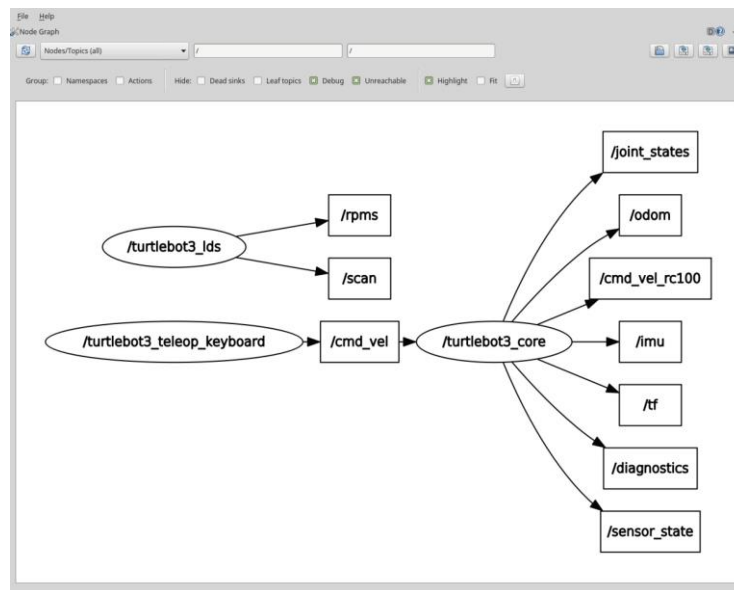 File Help
Node Graph
Nodes/Topics (all) / /
Group: Namespaces Actions Hide: Dead sinks Leaf topics Debug Unreachable Highlight Fit
/joint_states
/rpms
/odom
/turtlebot3_lds
/scan
/cmd_vel_rc100
/turtlebot3_teleop_keyboard
/cmd_vel
/turtlebot3_core
/imu
/tf
/diagnostics
/sensor_state